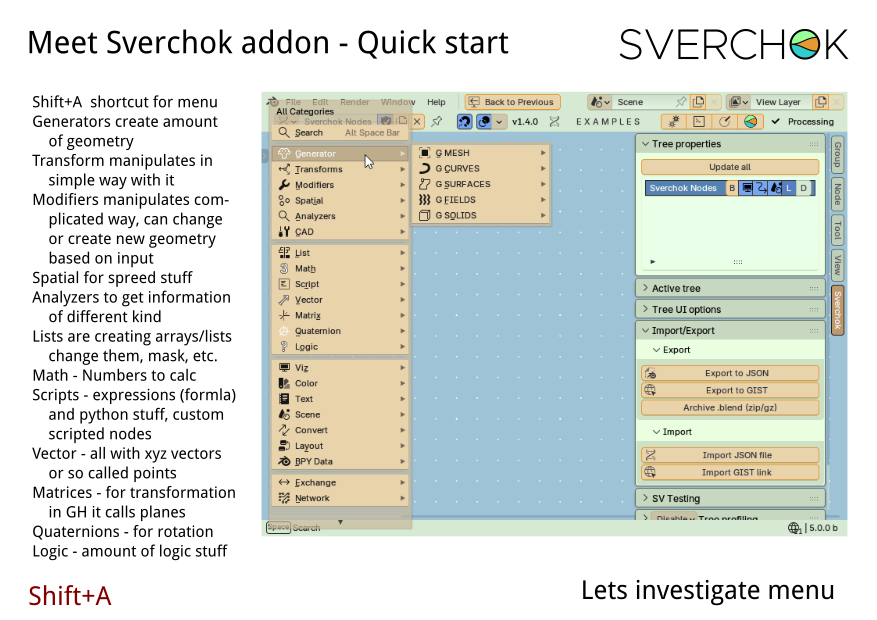 Meet Sverchok addon - Quick start
SVERCHOK
Shift+A shortcut for menu
Generators create amount
of geometry
Transform manipulates in
simple way with it
Modifiers manipulates com-
plicated way, can change
or create new geometry
based on input
Spatial for spreed stuff
Analyzers to get information
of different kind
Lists are creating arrays/lists
change them, mask, etc.
Math - Numbers to calc
Scripts - expressions (formla)
and python stuff, custom
scripted nodes
Vector - all with xyz vectors
or so called points
Matrices - for transformation
in GH it calls planes
Quaternions - for rotation
Logic - amount of logic stuff
File Edit Render Window Help Back to Previous Scene View Layer
All Categories
Sverchok Nodes v1.4.0 EXAMPLES Processing
Search Alt Space Bar
Generator
Transforms
Modifiers
Spatial
Analyzers
CAD
List
Math
Script
Vector
Matrix
Quaternion
Logic
Viz
Color
Text
Scene
Convert
Layout
BPY Data
Exchange
Network
G MESH
G CURVES
G SURFACES
G FIELDS
G SOLIDS
Tree properties
Update all
Sverchok Nodes B L D
Active tree
Tree UI options
Import/Export
Export
Export to JSON
Export to GIST
Archive .blend (zip/gz)
Import
Import JSON file
Import GIST link
SV Testing
Disable Tree profiling
Group
Node
Tool
View
Sverchok
Space Search
5.0.0 b
Shift+A
Lets investigate menu